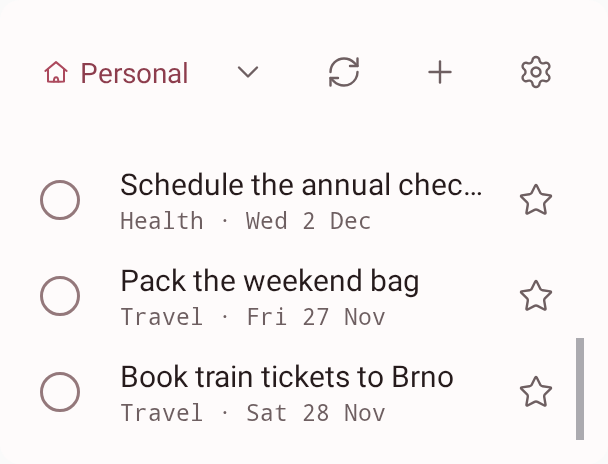 Personal
Schedule the annual chec...
Health · Wed 2 Dec
Pack the weekend bag
Travel · Fri 27 Nov
Book train tickets to Brno
Travel · Sat 28 Nov